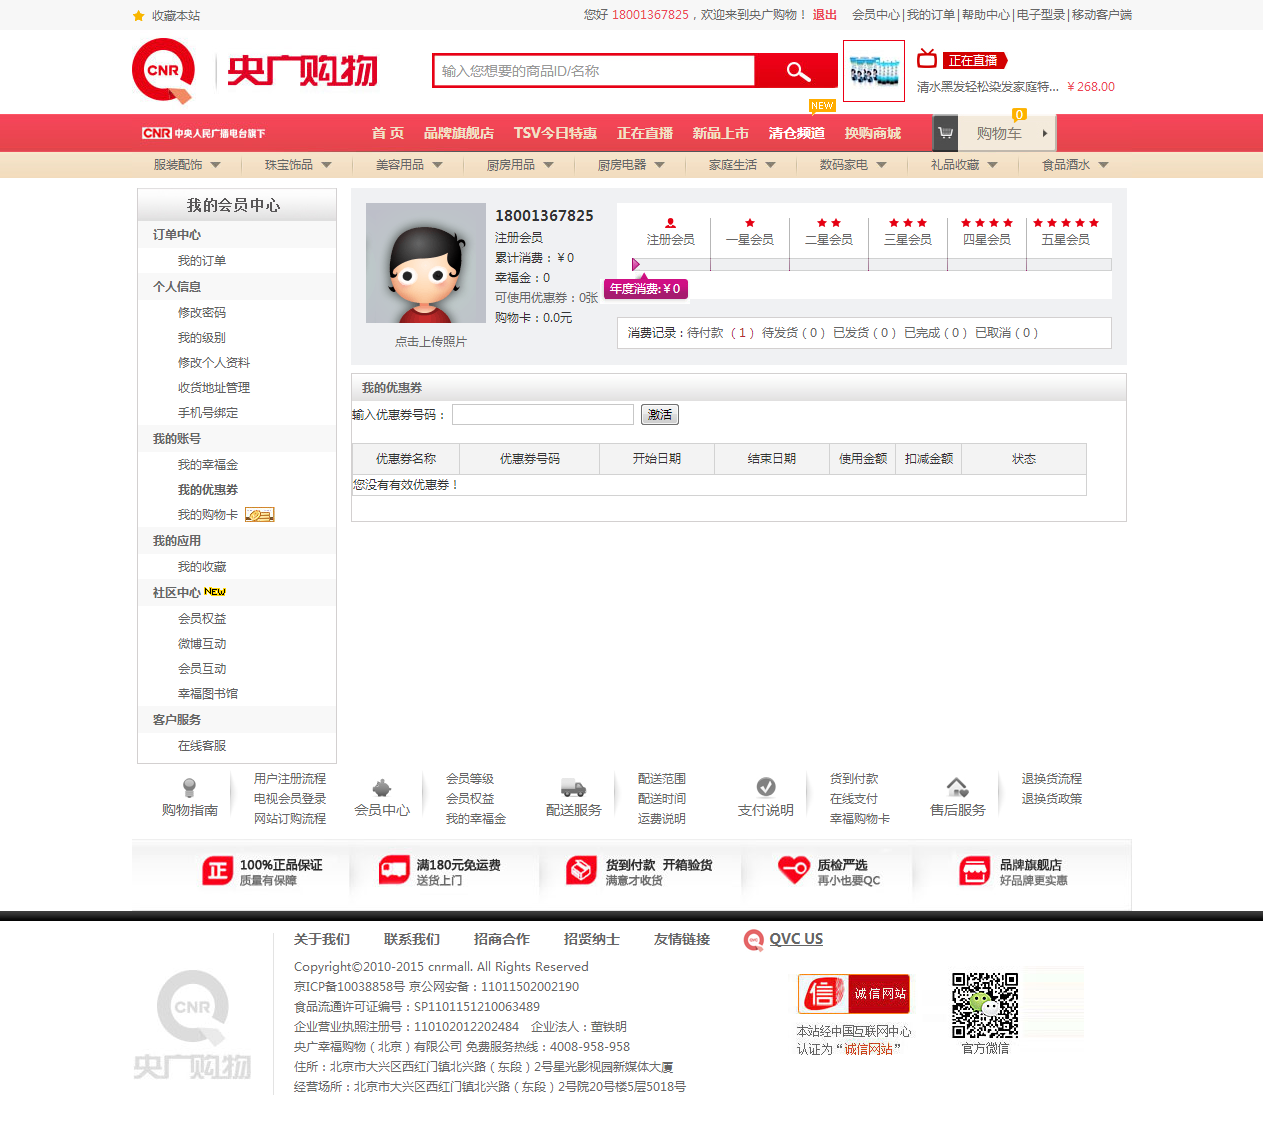 收藏本站
您好 18001367825，欢迎来到央广购物！ 退出 会员中心|我的订单|帮助中心|电子型录|移动客户端
CNR 央广购物
输入您想要的商品ID/名称
正在直播
清水黑发轻松染发家庭特... ￥268.00
NEW
CNR 中央人民广播电台旗下
首 页 品牌旗舰店 TSV今日特惠 正在直播 新品上市 清仓频道 换购商城
购物车 0
服装配饰 珠宝饰品 美容用品 厨房用品 厨房电器 家庭生活 数码家电 礼品收藏 食品酒水
我的会员中心
订单中心
我的订单
个人信息
修改密码
我的级别
修改个人资料
收货地址管理
手机号绑定
我的账号
我的幸福金
我的优惠券
我的购物卡
我的应用
我的收藏
社区中心 NEW
会员权益
微博互动
会员互动
幸福图书馆
客户服务
在线客服
点击上传照片
18001367825
注册会员
累计消费：￥0
幸福金：0
可使用优惠券：0张
购物卡：0.0元
注册会员 一星会员 二星会员 三星会员 四星会员 五星会员
年度消费:￥0
消费记录：待付款 （1） 待发货（0） 已发货（0） 已完成（0） 已取消（0）
我的优惠券
输入优惠券号码： 激活
优惠券名称 优惠券号码 开始日期 结束日期 使用金额 扣减金额 状态
您没有有效优惠券！
购物指南
用户注册流程
电视会员登录
网站订购流程
会员中心
会员等级
会员权益
我的幸福金
配送服务
配送范围
配送时间
运费说明
支付说明
货到付款
在线支付
幸福购物卡
售后服务
退换货流程
退换货政策
正 100%正品保证
质量有保障
满180元免运费
送货上门
货到付款 开箱验货
满意才收货
质检严选
再小也要QC
品牌旗舰店
好品牌更实惠
关于我们 联系我们 招商合作 招贤纳士 友情链接 QVC US
CNR
央广购物
Copyright©2010-2015 cnrmall. All Rights Reserved
京ICP备10038858号 京公网安备：11011502002190
食品流通许可证编号：SP1101151210063489
企业营业执照注册号：110102012202484 企业法人：董铁明
央广幸福购物（北京）有限公司 免费服务热线：4008-958-958
住所：北京市大兴区西红门镇北兴路（东段）2号星光影视园新媒体大厦
经营场所：北京市大兴区西红门镇北兴路（东段）2号院20号楼5层5018号
信 诚信网站
本站经中国互联网中心
认证为“诚信网站”
官方微信